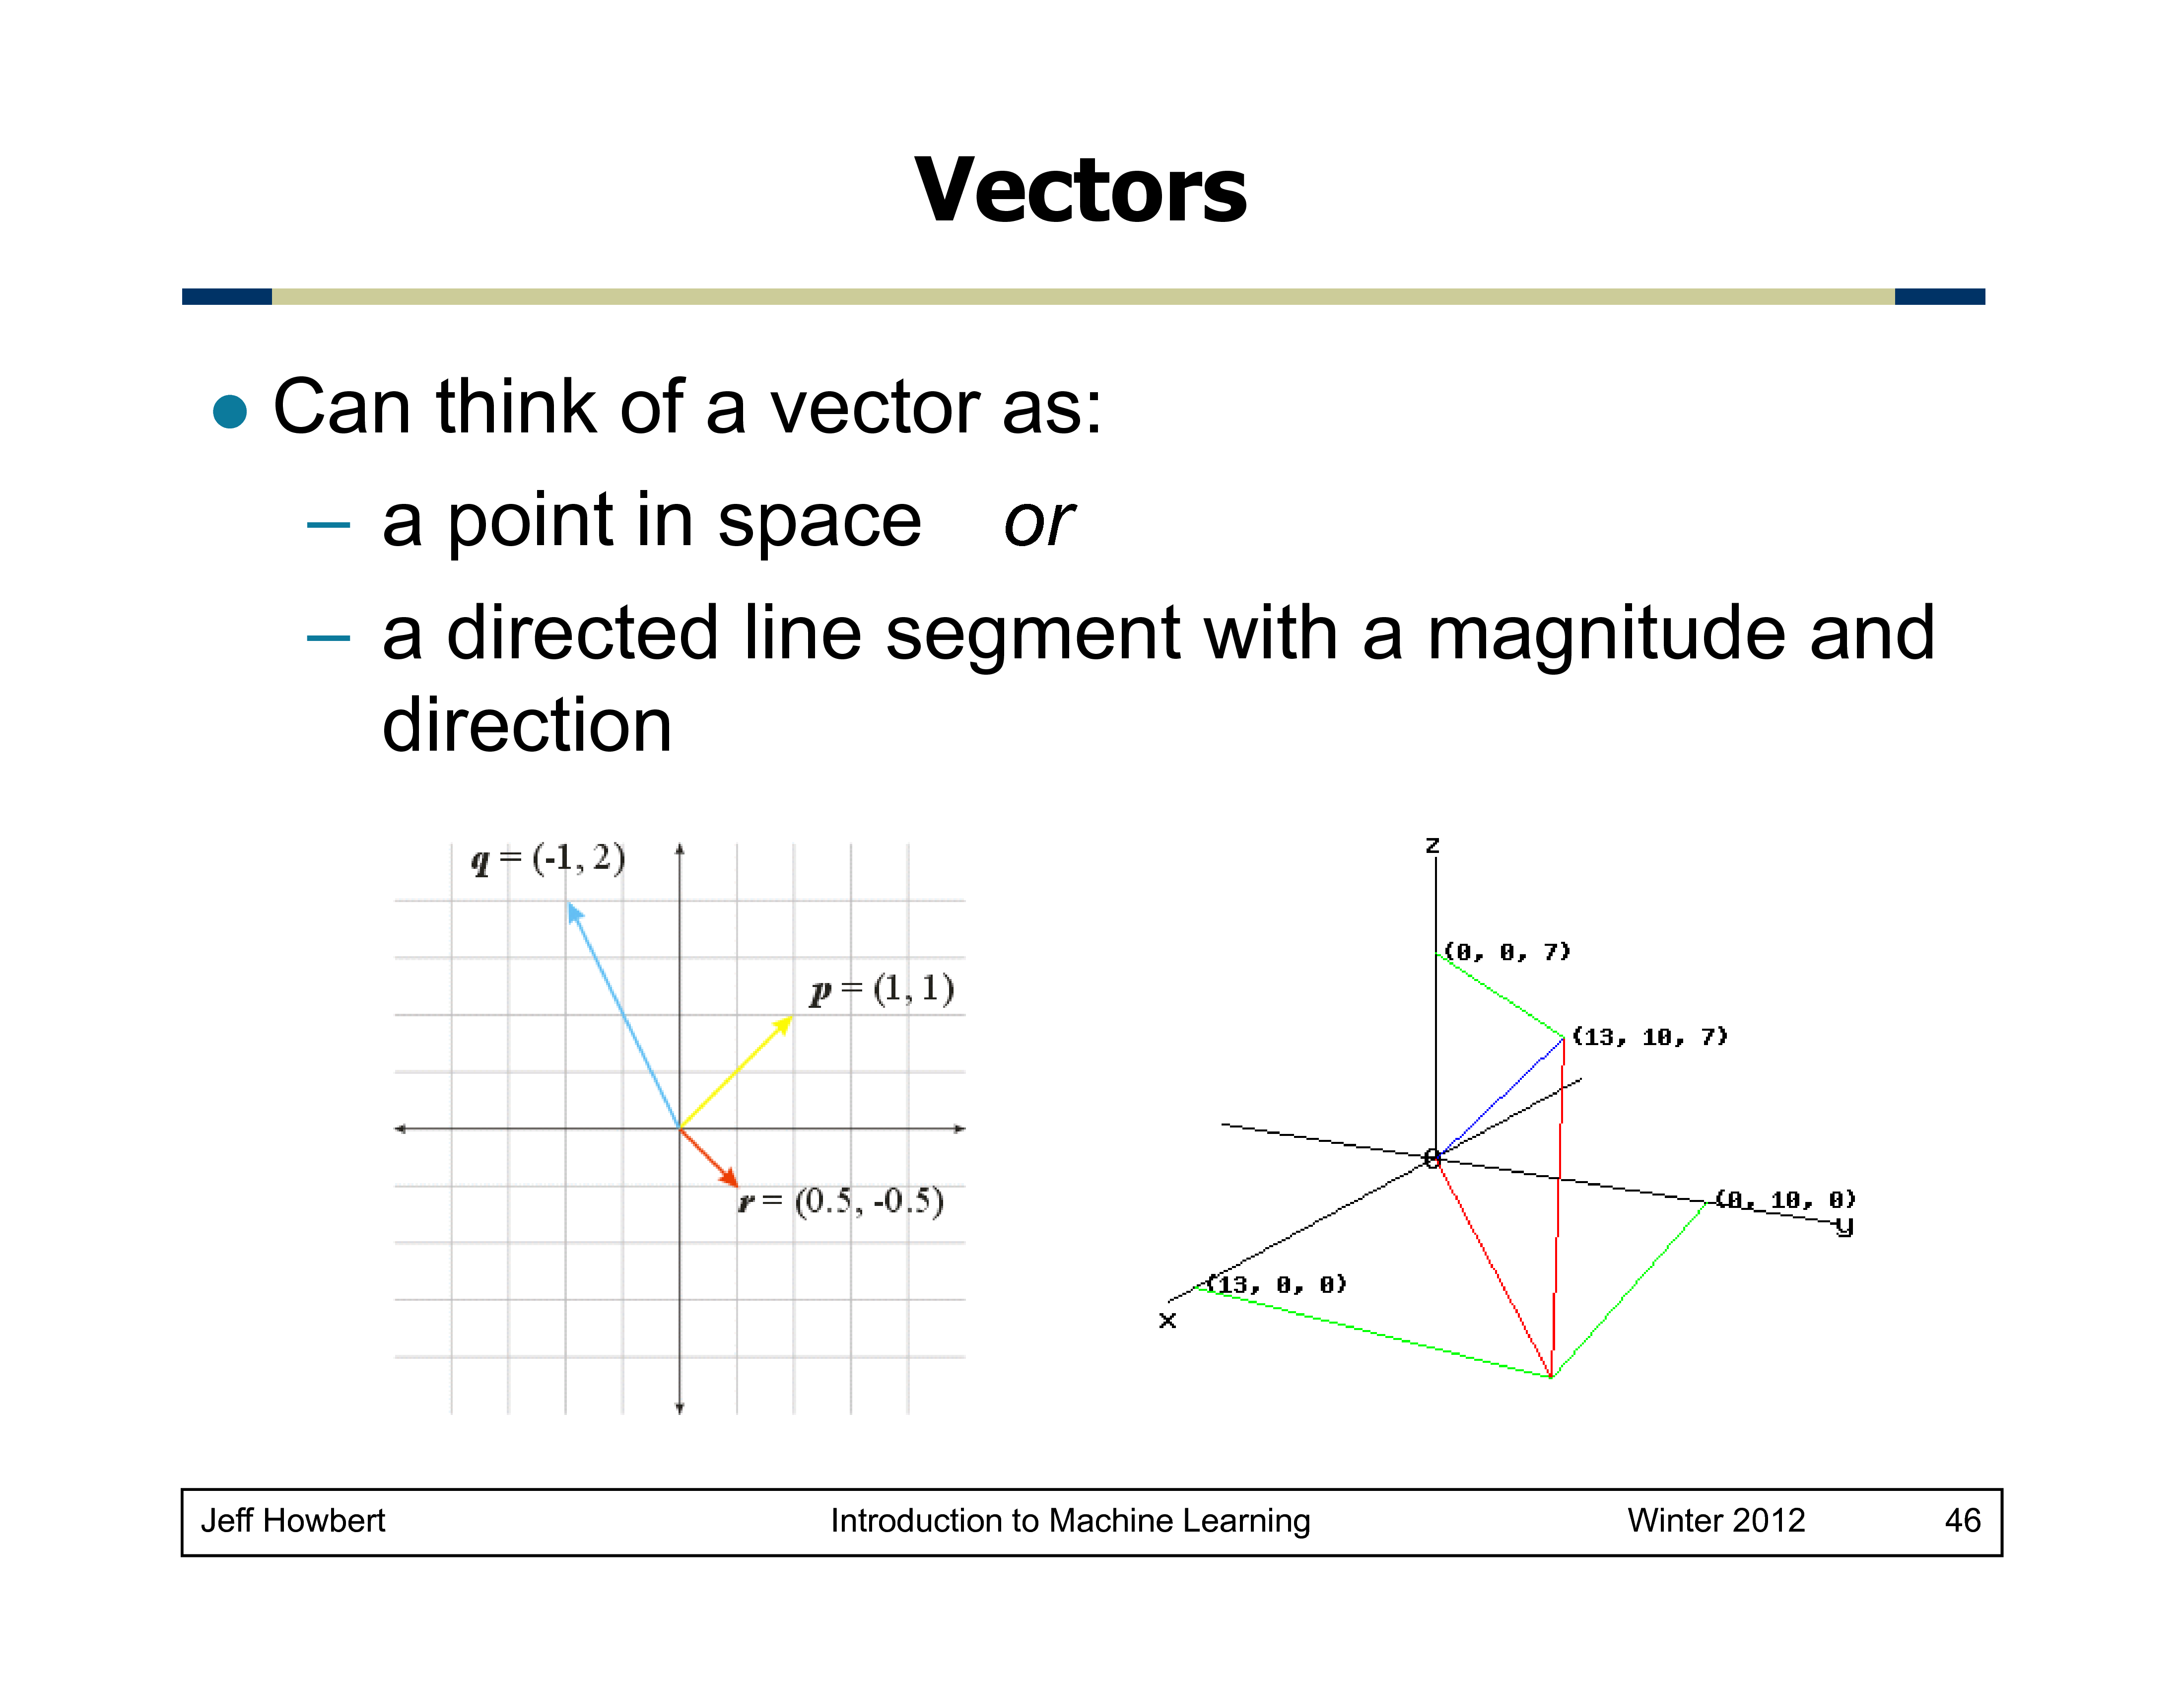 Vectors
● Can think of a vector as:
– a point in space or
– a directed line segment with a magnitude and
direction
q = (-1, 2)
p = (1, 1)
r = (0.5, -0.5)
z
(0, 0, 7)
(13, 10, 7)
0
(0, 10, 0)
y
(13, 0, 0)
x
Jeff Howbert Introduction to Machine Learning Winter 2012 46